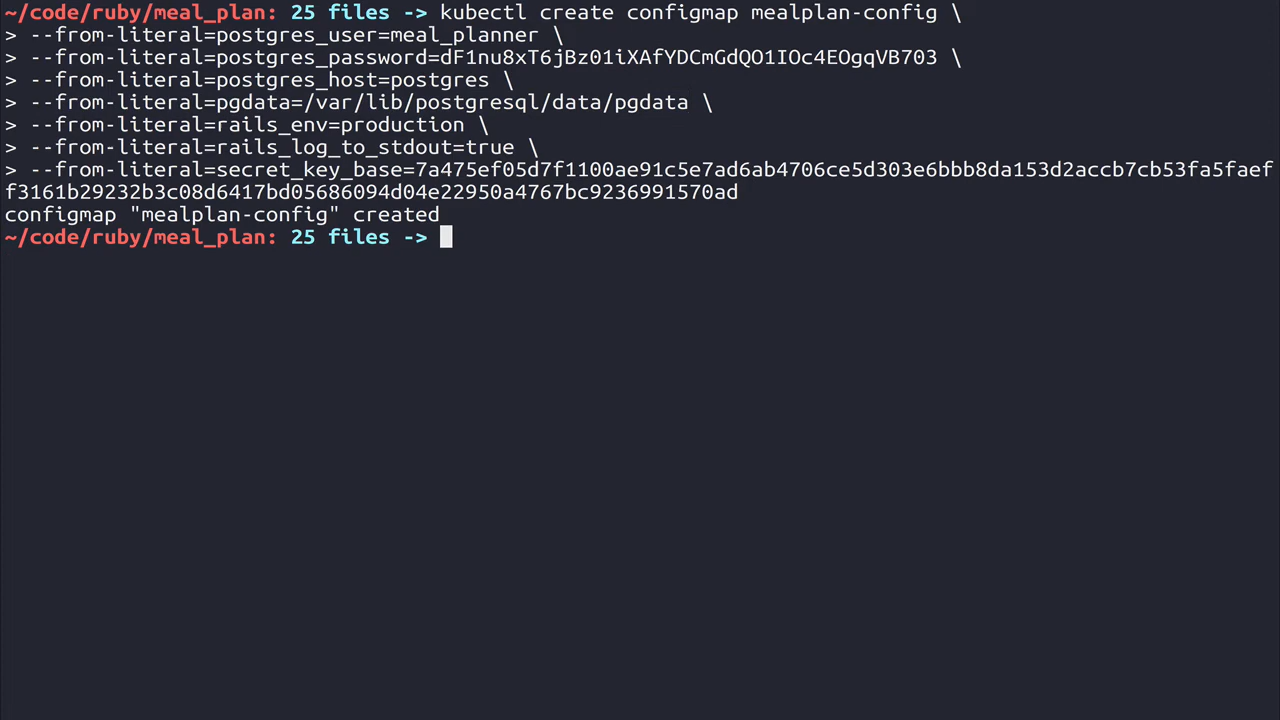 ~/code/ruby/meal_plan: 25 files -> kubectl create configmap mealplan-config \
> --from-literal=postgres_user=meal_planner \
> --from-literal=postgres_password=dF1nu8xT6jBz01iXAfYDCmGdQO1IOc4EOgqVB703 \
> --from-literal=postgres_host=postgres \
> --from-literal=pgdata=/var/lib/postgresql/data/pgdata \
> --from-literal=rails_env=production \
> --from-literal=rails_log_to_stdout=true \
> --from-literal=secret_key_base=7a475ef05d7f1100ae91c5e7ad6ab4706ce5d303e6bbb8da153d2accb7cb53fa5faef
f3161b29232b3c08d6417bd05686094d04e22950a4767bc9236991570ad
configmap "mealplan-config" created
~/code/ruby/meal_plan: 25 files ->